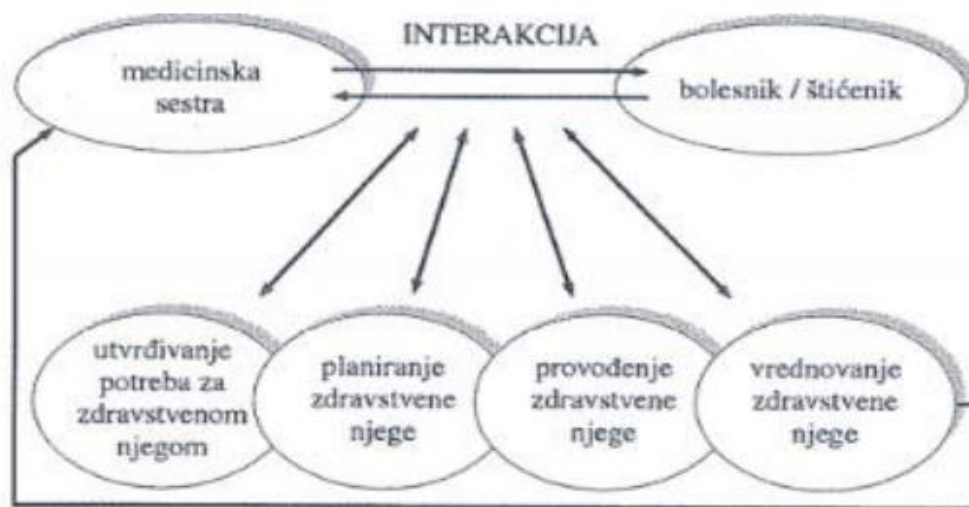 INTERAKCIJA
medicinska
sestra
bolesnik / štićenik
utvrđivanje
potreba za
zdravstvenom
njegom
planiranje
zdravstvene
njege
provođenje
zdravstvene
njege
vrednovanje
zdravstvene
njege